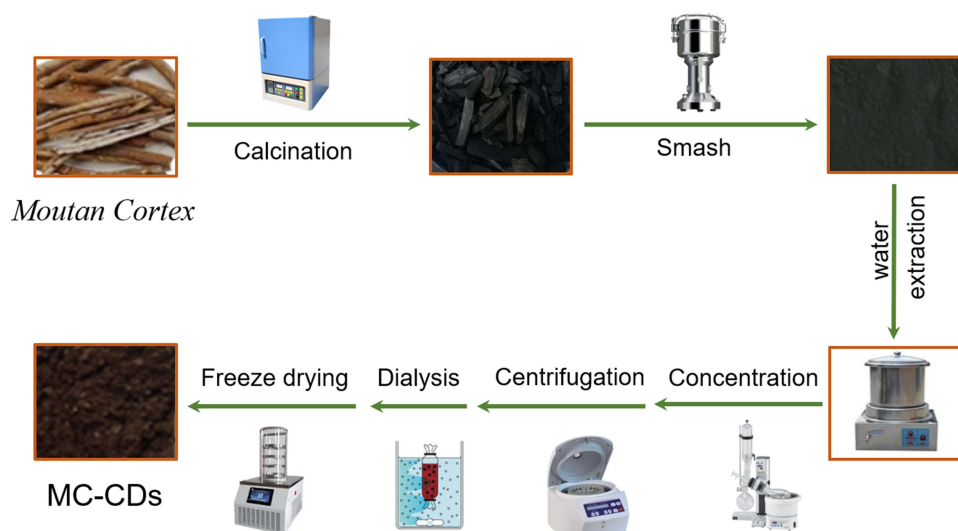 Calcination
Smash
Moutan Cortex
water
extraction
Freeze drying
Dialysis
Centrifugation
Concentration
MC-CDs